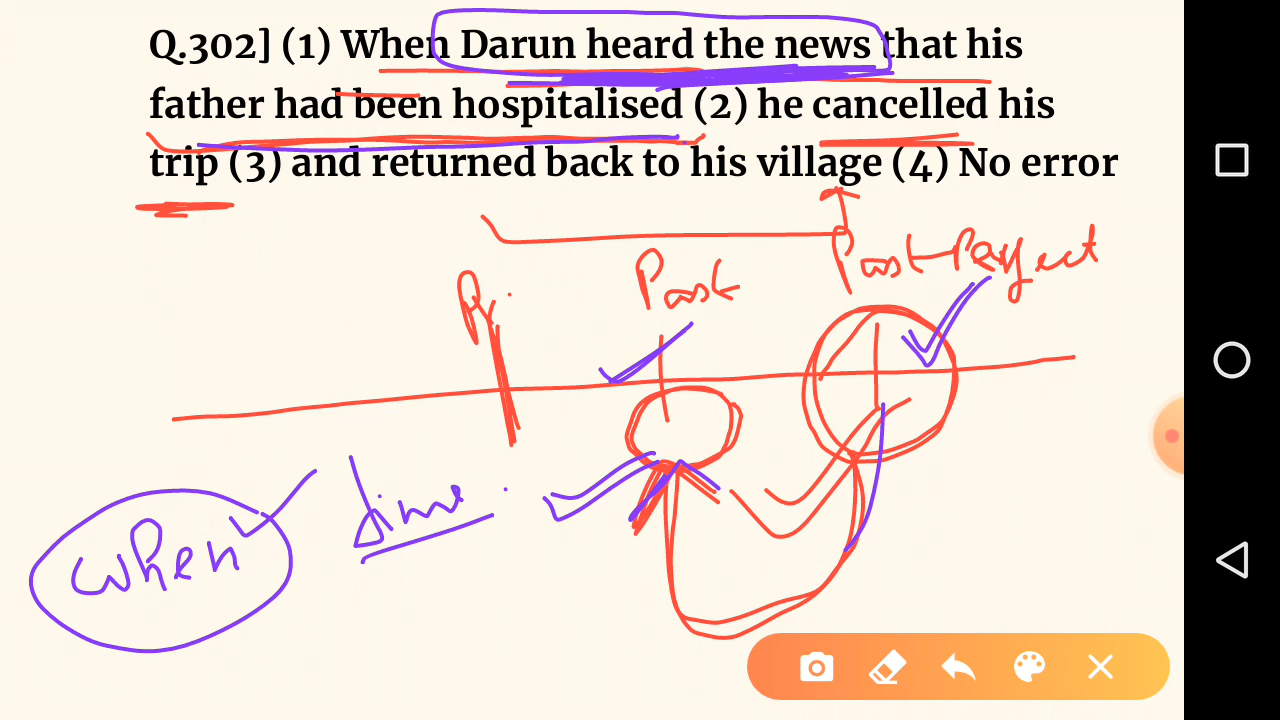 Q.302] (1) When Darun heard the news that his
father had been hospitalised (2) he cancelled his
trip (3) and returned back to his village (4) No error
Pr. Past Past Perfect
When time.